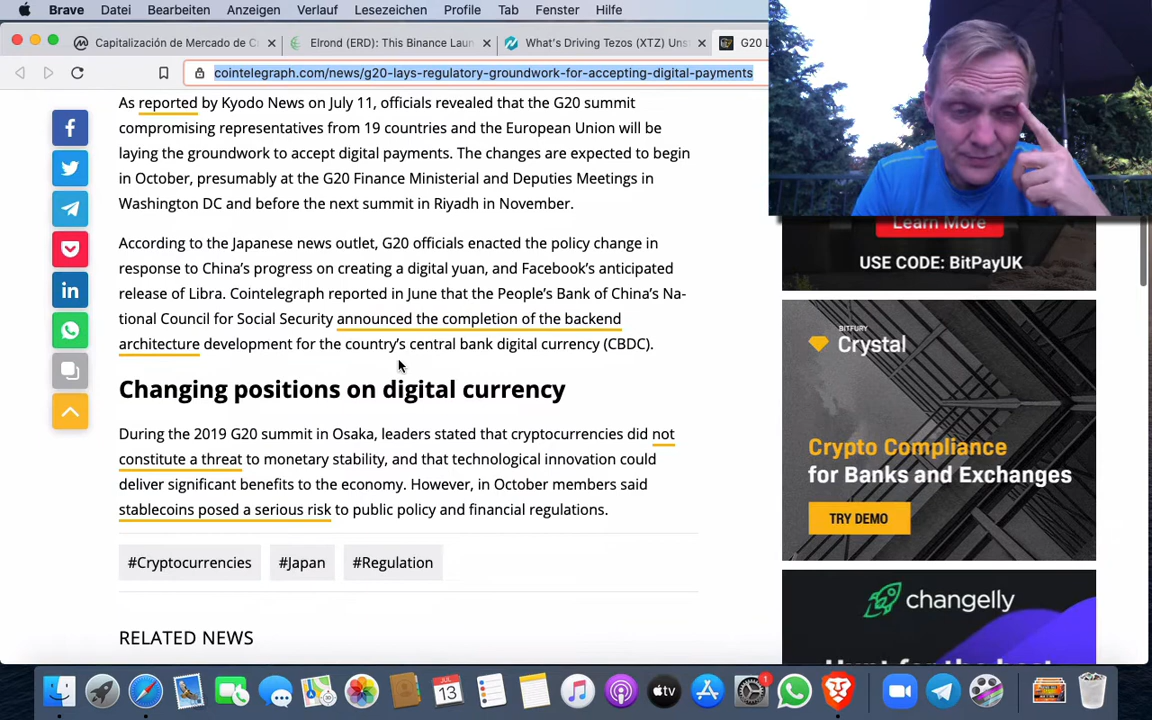 Brave Datei Bearbeiten Anzeigen Verlauf Lesezeichen Profile Tab Fenster Hilfe
Capitalización de Mercado de C
Elrond (ERD): This Binance Laun
What's Driving Tezos (XTZ) Uns
G20 L
cointelegraph.com/news/g20-lays-regulatory-groundwork-for-accepting-digital-payments
As reported by Kyodo News on July 11, officials revealed that the G20 summit
compromising representatives from 19 countries and the European Union will be
laying the groundwork to accept digital payments. The changes are expected to begin
in October, presumably at the G20 Finance Ministerial and Deputies Meetings in
Washington DC and before the next summit in Riyadh in November.
According to the Japanese news outlet, G20 officials enacted the policy change in
response to China's progress on creating a digital yuan, and Facebook's anticipated
release of Libra. Cointelegraph reported in June that the People's Bank of China's Na-
tional Council for Social Security announced the completion of the backend
architecture development for the country's central bank digital currency (CBDC).
Changing positions on digital currency
During the 2019 G20 summit in Osaka, leaders stated that cryptocurrencies did not
constitute a threat to monetary stability, and that technological innovation could
deliver significant benefits to the economy. However, in October members said
stablecoins posed a serious risk to public policy and financial regulations.
#Cryptocurrencies #Japan #Regulation
RELATED NEWS
Learn More
USE CODE: BitPayUK
BITFURY
Crystal
Crypto Compliance
for Banks and Exchanges
TRY DEMO
changelly
JUL
13
tv
1